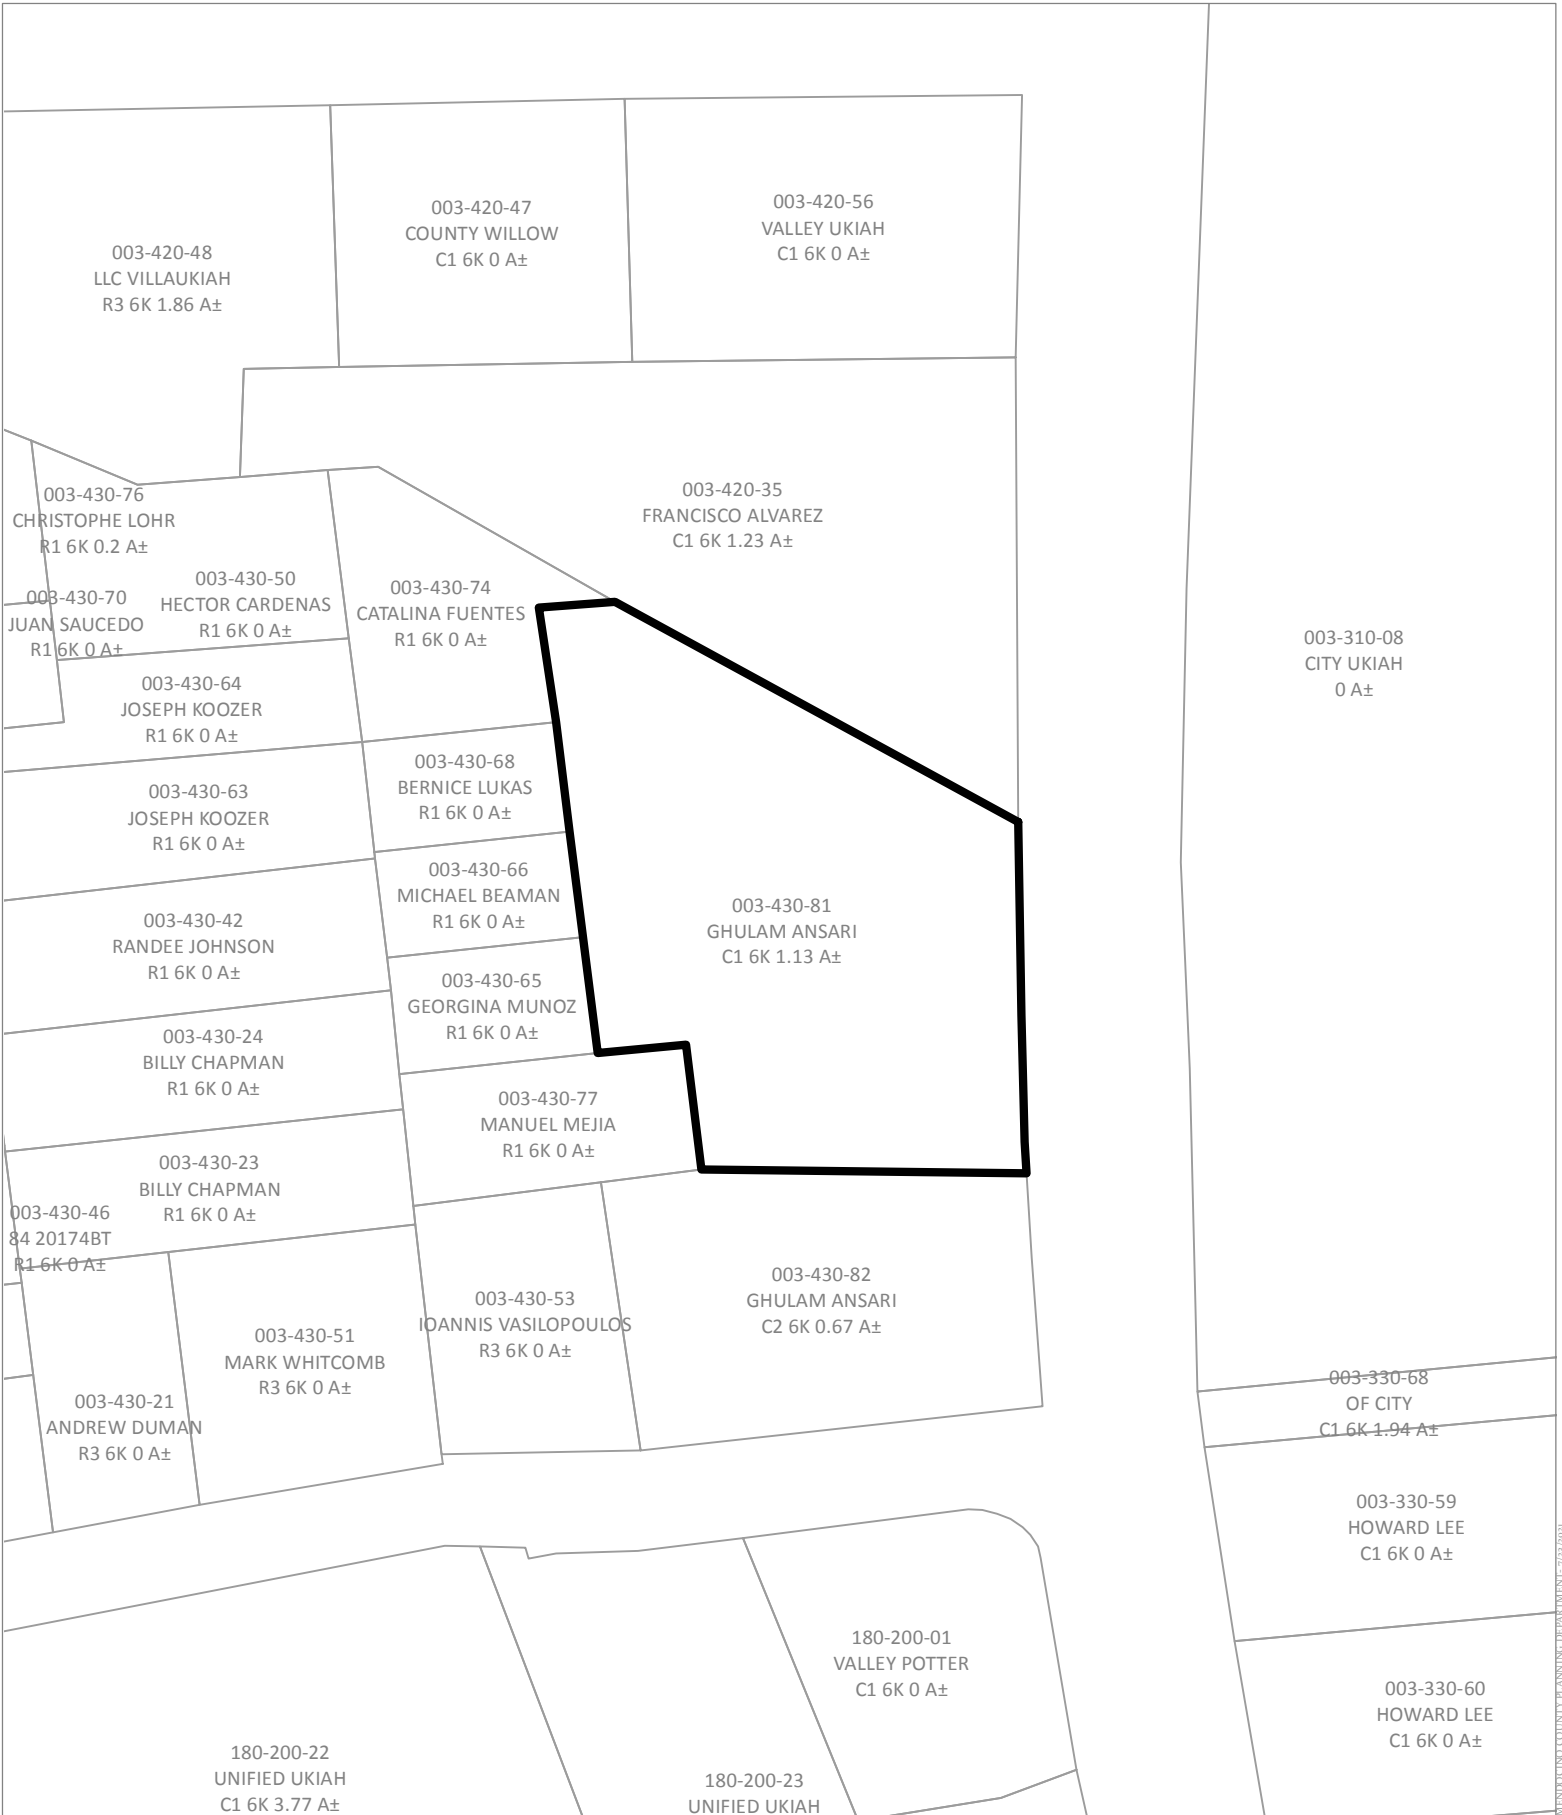 003-420-56
VALLEY UKIAH
C1 6K 0 A±
003-420-47
COUNTY WILLOW
C1 6K 0 A±
003-420-48
LLC VILLAUKIAH
R3 6K 1.86 A±
003-420-35
FRANCISCO ALVAREZ
C1 6K 1.23 A±
003-430-76
CHRISTOPHE LOHR
R1 6K 0.2 A±
003-430-50
HECTOR CARDENAS
R1 6K 0 A±
003-430-74
CATALINA FUENTES
R1 6K 0 A±
003-430-70
JUAN SAUCEDO
R1 6K 0 A±
003-310-08
CITY UKIAH
0 A±
003-430-64
JOSEPH KOOZER
R1 6K 0 A±
003-430-68
BERNICE LUKAS
R1 6K 0 A±
003-430-63
JOSEPH KOOZER
R1 6K 0 A±
003-430-66
MICHAEL BEAMAN
R1 6K 0 A±
003-430-81
GHULAM ANSARI
C1 6K 1.13 A±
003-430-42
RANDEE JOHNSON
R1 6K 0 A±
003-430-65
GEORGINA MUNOZ
R1 6K 0 A±
003-430-24
BILLY CHAPMAN
R1 6K 0 A±
003-430-77
MANUEL MEJIA
R1 6K 0 A±
003-430-23
BILLY CHAPMAN
R1 6K 0 A±
003-430-46
84 20174BT
R1 6K 0 A±
003-430-82
GHULAM ANSARI
C2 6K 0.67 A±
003-430-53
IOANNIS VASILOPOULOS
R3 6K 0 A±
003-430-51
MARK WHITCOMB
R3 6K 0 A±
003-430-21
ANDREW DUMAN
R3 6K 0 A±
003-330-68
OF CITY
C1 6K 1.94 A±
003-330-59
HOWARD LEE
C1 6K 0 A±
180-200-01
VALLEY POTTER
C1 6K 0 A±
003-330-60
HOWARD LEE
C1 6K 0 A±
180-200-22
UNIFIED UKIAH
C1 6K 3.77 A±
180-200-23
UNIFIED UKIAH
MENDOCINO COUNTY PLANNING DEPARTMENT